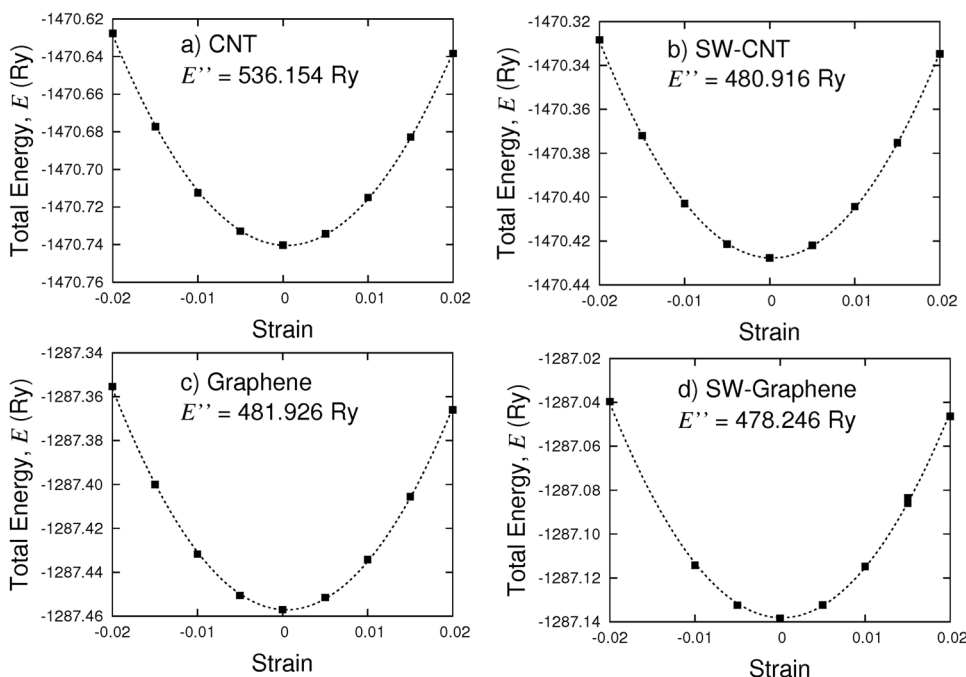 a) CNT
E’’ = 536.154 Ry
Total Energy, E (Ry)
-1470.62
-1470.64
-1470.66
-1470.68
-1470.70
-1470.72
-1470.74
-1470.76
-0.02 -0.01 0 0.01 0.02
Strain
b) SW-CNT
E’’ = 480.916 Ry
Total Energy, E (Ry)
-1470.32
-1470.34
-1470.36
-1470.38
-1470.40
-1470.42
-1470.44
-0.02 -0.01 0 0.01 0.02
Strain
c) Graphene
E’’ = 481.926 Ry
Total Energy, E (Ry)
-1287.34
-1287.36
-1287.38
-1287.40
-1287.42
-1287.44
-1287.46
-0.02 -0.01 0 0.01 0.02
Strain
d) SW-Graphene
E’’ = 478.246 Ry
Total Energy, E (Ry)
-1287.02
-1287.04
-1287.06
-1287.08
-1287.10
-1287.12
-1287.14
-0.02 -0.01 0 0.01 0.02
Strain